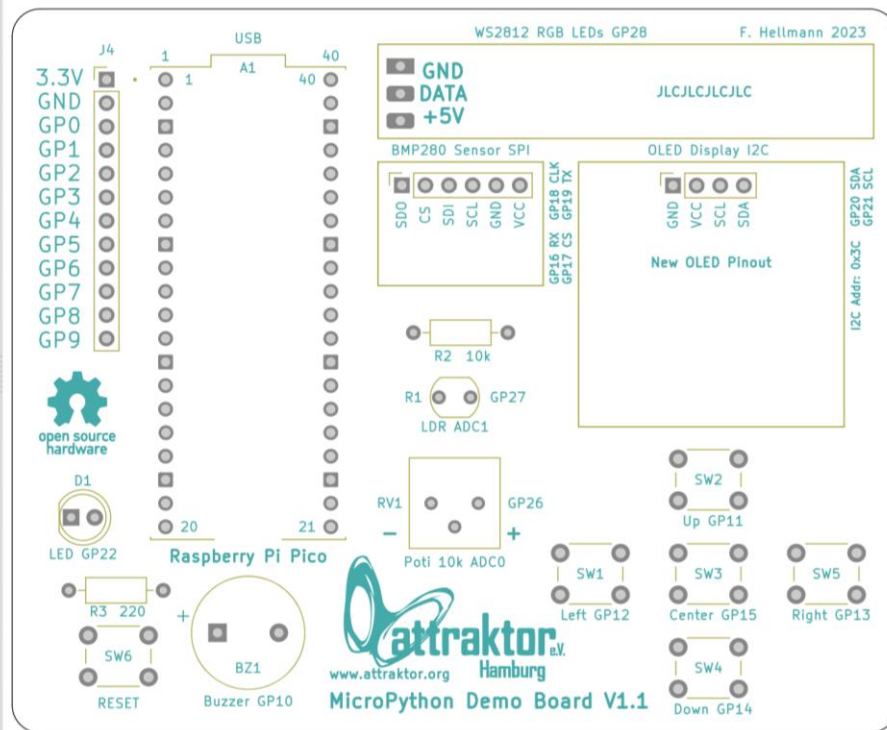 WS2812 RGB LEDs GP28
F. Hellmann 2023
USB
J4
1
40
A1
1
40
3.3V
GND
GP0
GP1
GP2
GP3
GP4
GP5
GP6
GP7
GP8
GP9
GND
DATA
+5V
JLCJLCJLCJLC
BMP280 Sensor SPI
SDO
CS
SDI
SCL
GND
VCC
GP16 RX GP18 CLK
GP17 CS GP19 TX
OLED Display I2C
GND
VCC
SCL
SDA
New OLED Pinout
I2C Addr: 0x3C
GP20 SDA
GP21 SCL
R2 10k
R1
GP27
LDR ADC1
open source
hardware
D1
LED GP22
20
21
Raspberry Pi Pico
RV1
GP26
- +
Poti 10k ADC0
SW2
Up GP11
SW1
Left GP12
SW3
Center GP15
SW5
Right GP13
SW4
Down GP14
R3 220
SW6
RESET
+
BZ1
Buzzer GP10
attraktor e.V.
Hamburg
www.attraktor.org
MicroPython Demo Board V1.1